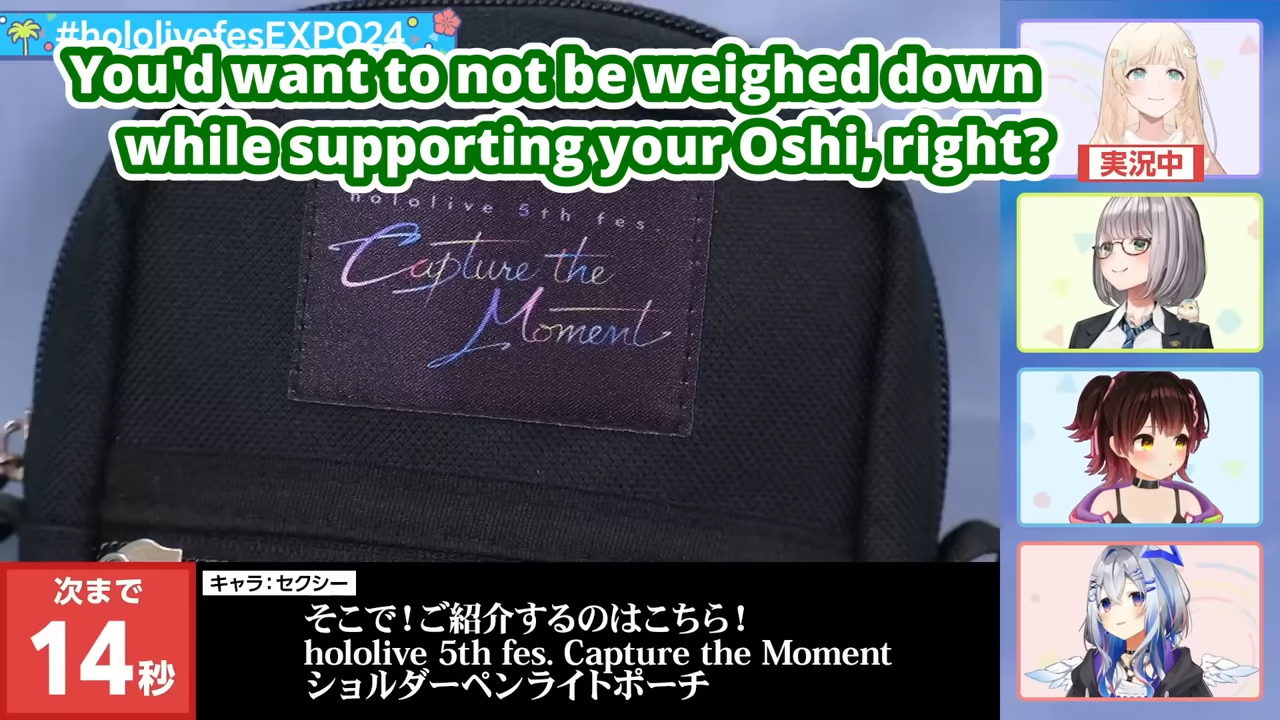 #hololivefesEXPO24
You'd want to not be weighed down
while supporting your Oshi, right?
実況中
hololive 5th fes.
Capture the
Moment
次まで
14秒
キャラ：セクシー
そこで！ご紹介するのはこちら！
hololive 5th fes. Capture the Moment
ショルダーペンライトポーチ